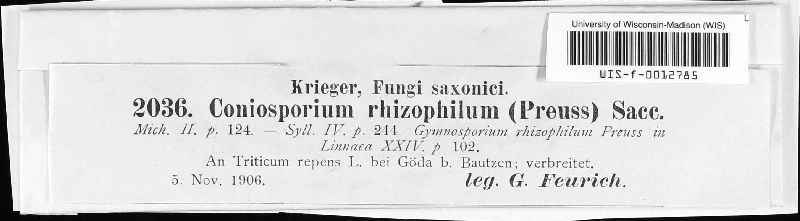 University of Wisconsin-Madison (WIS)
WIS-f-0012785
Krieger, Fungi saxonici.
2036. Coniosporium rhizophilum (Preuss) Sacc.
Mich. II. p. 124. — Syll. IV. p. 244. Gymnosporium rhizophilum Preuss in
Linnaea XXIV. p 102.
An Triticum repens L. bei Göda b. Bautzen; verbreitet.
5. Nov. 1906. leg. G. Feurich.